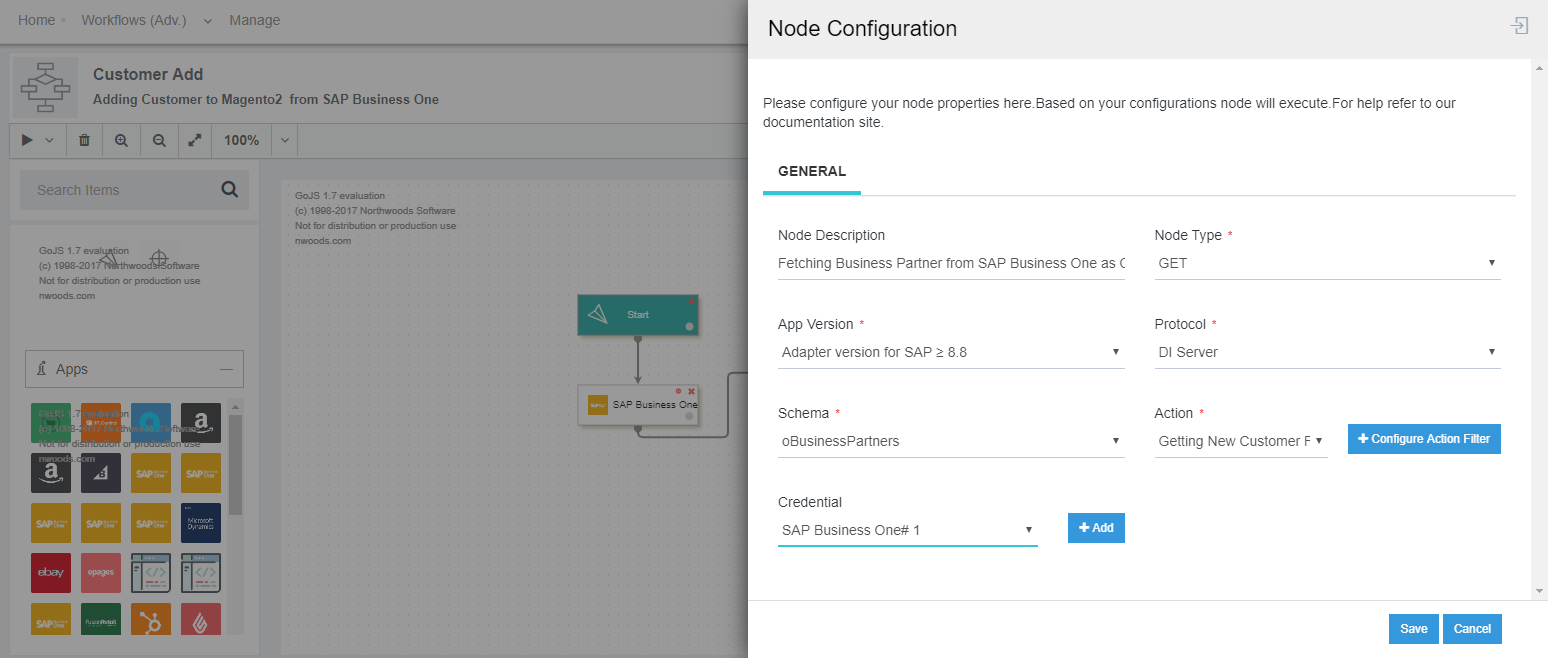 Home
Workflows (Adv.)
Manage
Customer Add
Adding Customer to Magento2 from SAP Business One
100%
Search Items
GoJS 1.7 evaluation
(c) 1998-2017 Northwoods Software
Not for distribution or production use
nwoods.com
Apps
GoJS 1.7 evaluation
(c) 1998-2017 Northwoods Software
Not for distribution or production use
nwoods.com
a
a
SAP Business One
SAP Business One
SAP Business One
SAP Business One
SAP Business One
Microsoft
Dynamics
ebay
epages
SAP Business One
GoJS 1.7 evaluation
(c) 1998-2017 Northwoods Software
Not for distribution or production use
nwoods.com
Start
SAP Business One
Node Configuration
Please configure your node properties here.Based on your configurations node will execute.For help refer to our
documentation site.
GENERAL
Node Description
Fetching Business Partner from SAP Business One as C
Node Type *
GET
App Version *
Adapter version for SAP ≥ 8.8
Protocol *
DI Server
Schema *
oBusinessPartners
Action *
Getting New Customer F
+ Configure Action Filter
Credential
SAP Business One# 1
+ Add
Save
Cancel